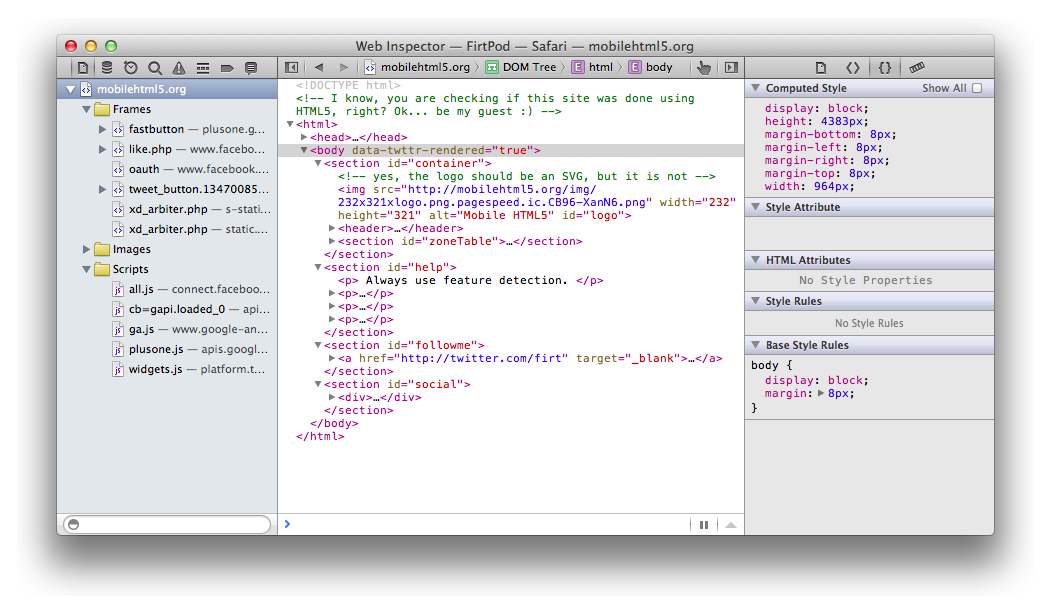 Web Inspector — FirtPod — Safari — mobilehtml5.org
mobilehtml5.org
DOM Tree
html
body
mobilehtml5.org
Frames
fastbutton — plusone.g...
like.php — www.facebo...
oauth — www.facebook....
tweet_button.13470085...
xd_arbiter.php — s-stati...
xd_arbiter.php — static....
Images
Scripts
all.js — connect.faceboo...
cb=gapi.loaded_0 — api...
ga.js — www.google-an...
plusone.js — apis.googl...
widgets.js — platform.t...
<!DOCTYPE html>
<!-- I know, you are checking if this site was done using
HTML5, right? Ok... be my guest :) -->
<html>
<head>…</head>
<body data-twttr-rendered="true">
<section id="container">
<!-- yes, the logo should be an SVG, but it is not -->
<img src="http://mobilehtml5.org/img/
232x321xlogo.png.pagespeed.ic.CB96-XanN6.png" width="232"
height="321" alt="Mobile HTML5" id="logo">
<header>…</header>
<section id="zoneTable">…</section>
</section>
<section id="help">
<p> Always use feature detection. </p>
<p>…</p>
<p>…</p>
<p>…</p>
</section>
<section id="followme">
<a href="http://twitter.com/firt" target="_blank">…</a>
</section>
<section id="social">
<div>…</div>
</section>
</body>
</html>
Computed Style
Show All
display: block;
height: 4383px;
margin-bottom: 8px;
margin-left: 8px;
margin-right: 8px;
margin-top: 8px;
width: 964px;
Style Attribute
HTML Attributes
No Style Properties
Style Rules
No Style Rules
Base Style Rules
body {
display: block;
margin: 8px;
}